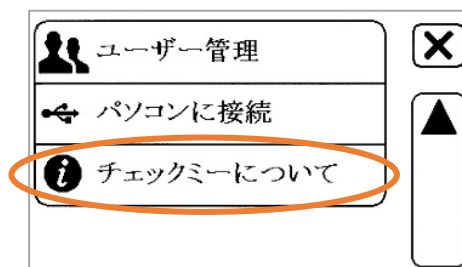 ユーザー管理
パソコンに接続
チェックミーについて